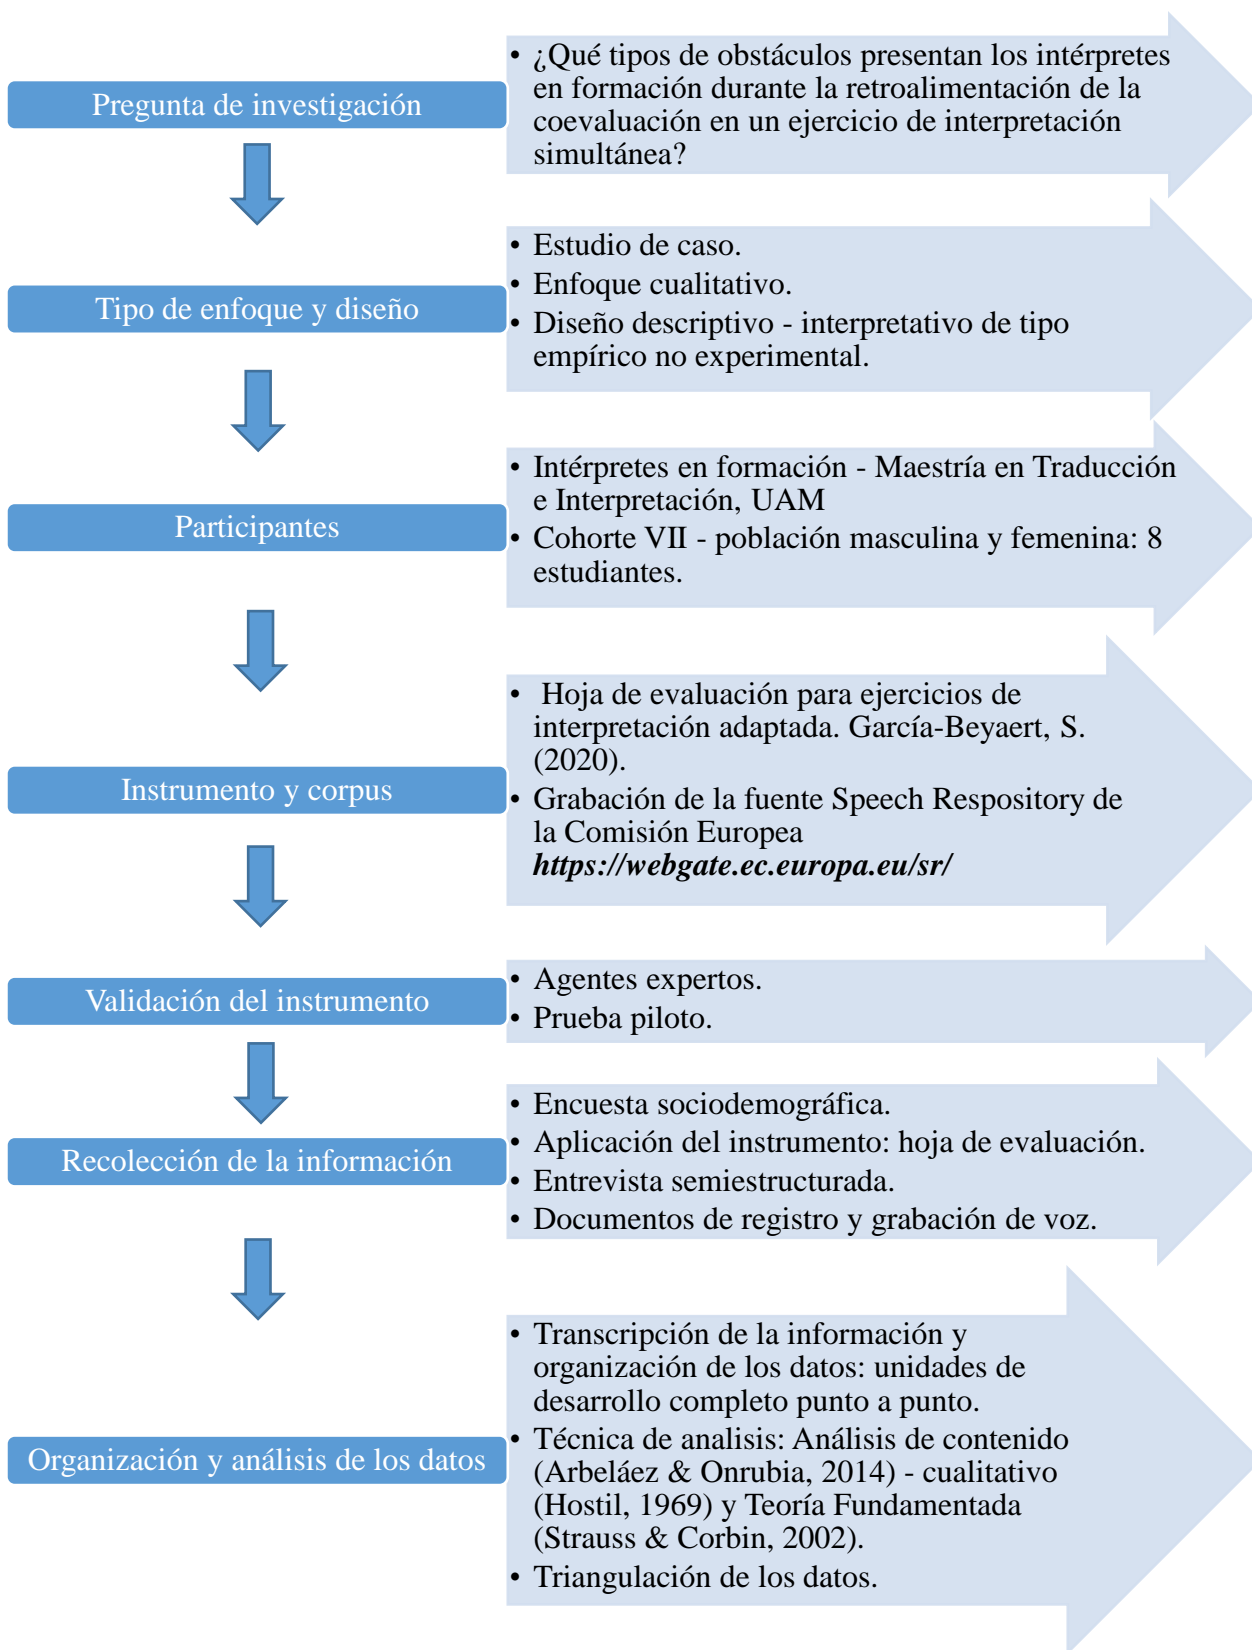 Pregunta de investigación
• ¿Qué tipos de obstáculos presentan los intérpretes
en formación durante la retroalimentación de la
coevaluación en un ejercicio de interpretación
simultánea?
Tipo de enfoque y diseño
• Estudio de caso.
• Enfoque cualitativo.
• Diseño descriptivo - interpretativo de tipo
empírico no experimental.
Participantes
• Intérpretes en formación - Maestría en Traducción
e Interpretación, UAM
• Cohorte VII - población masculina y femenina: 8
estudiantes.
Instrumento y corpus
• Hoja de evaluación para ejercicios de
interpretación adaptada. García-Beyaert, S.
(2020).
• Grabación de la fuente Speech Respository de
la Comisión Europea
https://webgate.ec.europa.eu/sr/
Validación del instrumento
• Agentes expertos.
• Prueba piloto.
Recolección de la información
• Encuesta sociodemográfica.
• Aplicación del instrumento: hoja de evaluación.
• Entrevista semiestructurada.
• Documentos de registro y grabación de voz.
Organización y análisis de los datos
• Transcripción de la información y
organización de los datos: unidades de
desarrollo completo punto a punto.
• Técnica de analisis: Análisis de contenido
(Arbeláez & Onrubia, 2014) - cualitativo
(Hostil, 1969) y Teoría Fundamentada
(Strauss & Corbin, 2002).
• Triangulación de los datos.